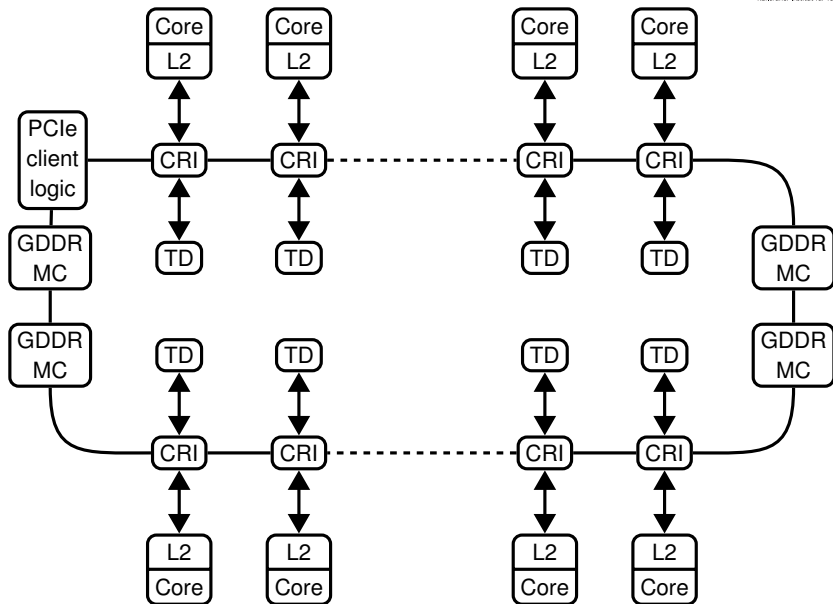 Core Core Core Core
L2 L2 L2 L2
PCIe
client
logic
CRI CRI CRI CRI
GDDR
MC
TD TD TD TD
GDDR
MC
GDDR
MC
TD TD TD TD
GDDR
MC
CRI CRI CRI CRI
L2 L2 L2 L2
Core Core Core Core